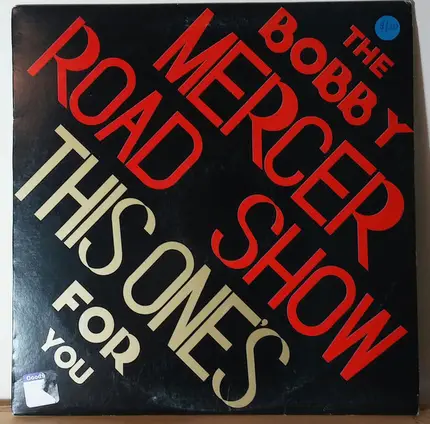 THE
BOBBY
MERCER
ROAD SHOW
THIS ONE'S
FOR
YOU